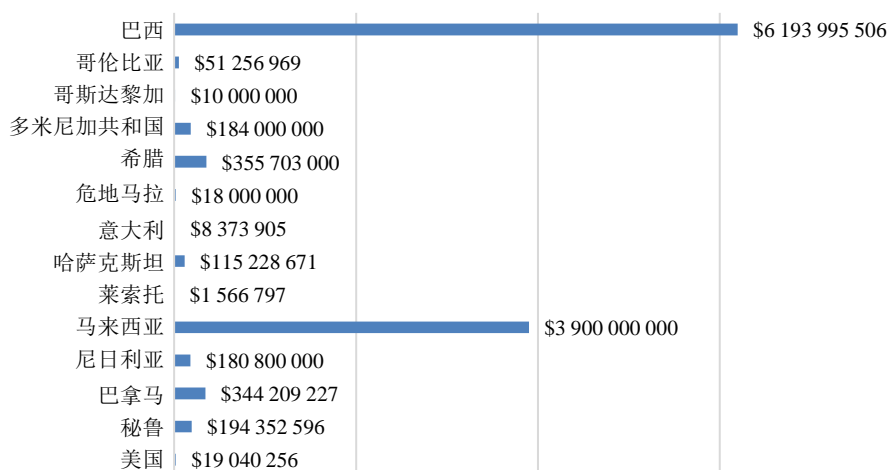 巴西 $6 193 995 506
哥伦比亚 $51 256 969
哥斯达黎加 $10 000 000
多米尼加共和国 $184 000 000
希腊 $355 703 000
危地马拉 $18 000 000
意大利 $8 373 905
哈萨克斯坦 $115 228 671
莱索托 $1 566 797
马来西亚 $3 900 000 000
尼日利亚 $180 800 000
巴拿马 $344 209 227
秘鲁 $194 352 596
美国 $19 040 256